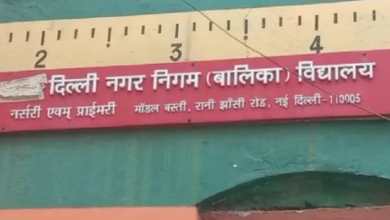 2 3 4
दिल्ली नगर निगम (बालिका) विद्यालय
नर्सरी एवम् प्राईमरी मॉडल बस्ती, रानी झाँसी रोड, नई दिल्ली-110005